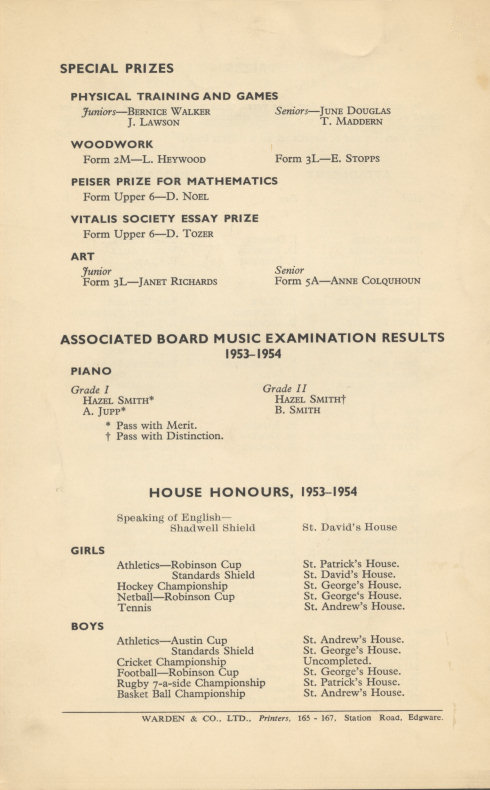 SPECIAL PRIZES
PHYSICAL TRAINING AND GAMES
Juniors—BERNICE WALKER Seniors—JUNE DOUGLAS
J. LAWSON T. MADDERN
WOODWORK
Form 2M—L. HEYWOOD Form 3L—E. STOPPS
PEISER PRIZE FOR MATHEMATICS
Form Upper 6—D. NOEL
VITALIS SOCIETY ESSAY PRIZE
Form Upper 6—D. TOZER
ART
Junior Senior
Form 3L—JANET RICHARDS Form 5A—ANNE COLQUHOUN
ASSOCIATED BOARD MUSIC EXAMINATION RESULTS
1953–1954
PIANO
Grade I Grade II
HAZEL SMITH* HAZEL SMITH†
A. JUPP* B. SMITH
* Pass with Merit.
† Pass with Distinction.
HOUSE HONOURS, 1953–1954
Speaking of English—
Shadwell Shield St. David's House
GIRLS
Athletics—Robinson Cup St. Patrick's House.
Standards Shield St. David's House.
Hockey Championship St. George's House.
Netball—Robinson Cup St. George's House.
Tennis St. Andrew's House.
BOYS
Athletics—Austin Cup St. Andrew's House.
Standards Shield St. George's House.
Cricket Championship Uncompleted.
Football—Robinson Cup St. George's House.
Rugby 7-a-side Championship St. Patrick's House.
Basket Ball Championship St. Andrew's House.
WARDEN & CO., LTD., Printers, 165 - 167, Station Road, Edgware.